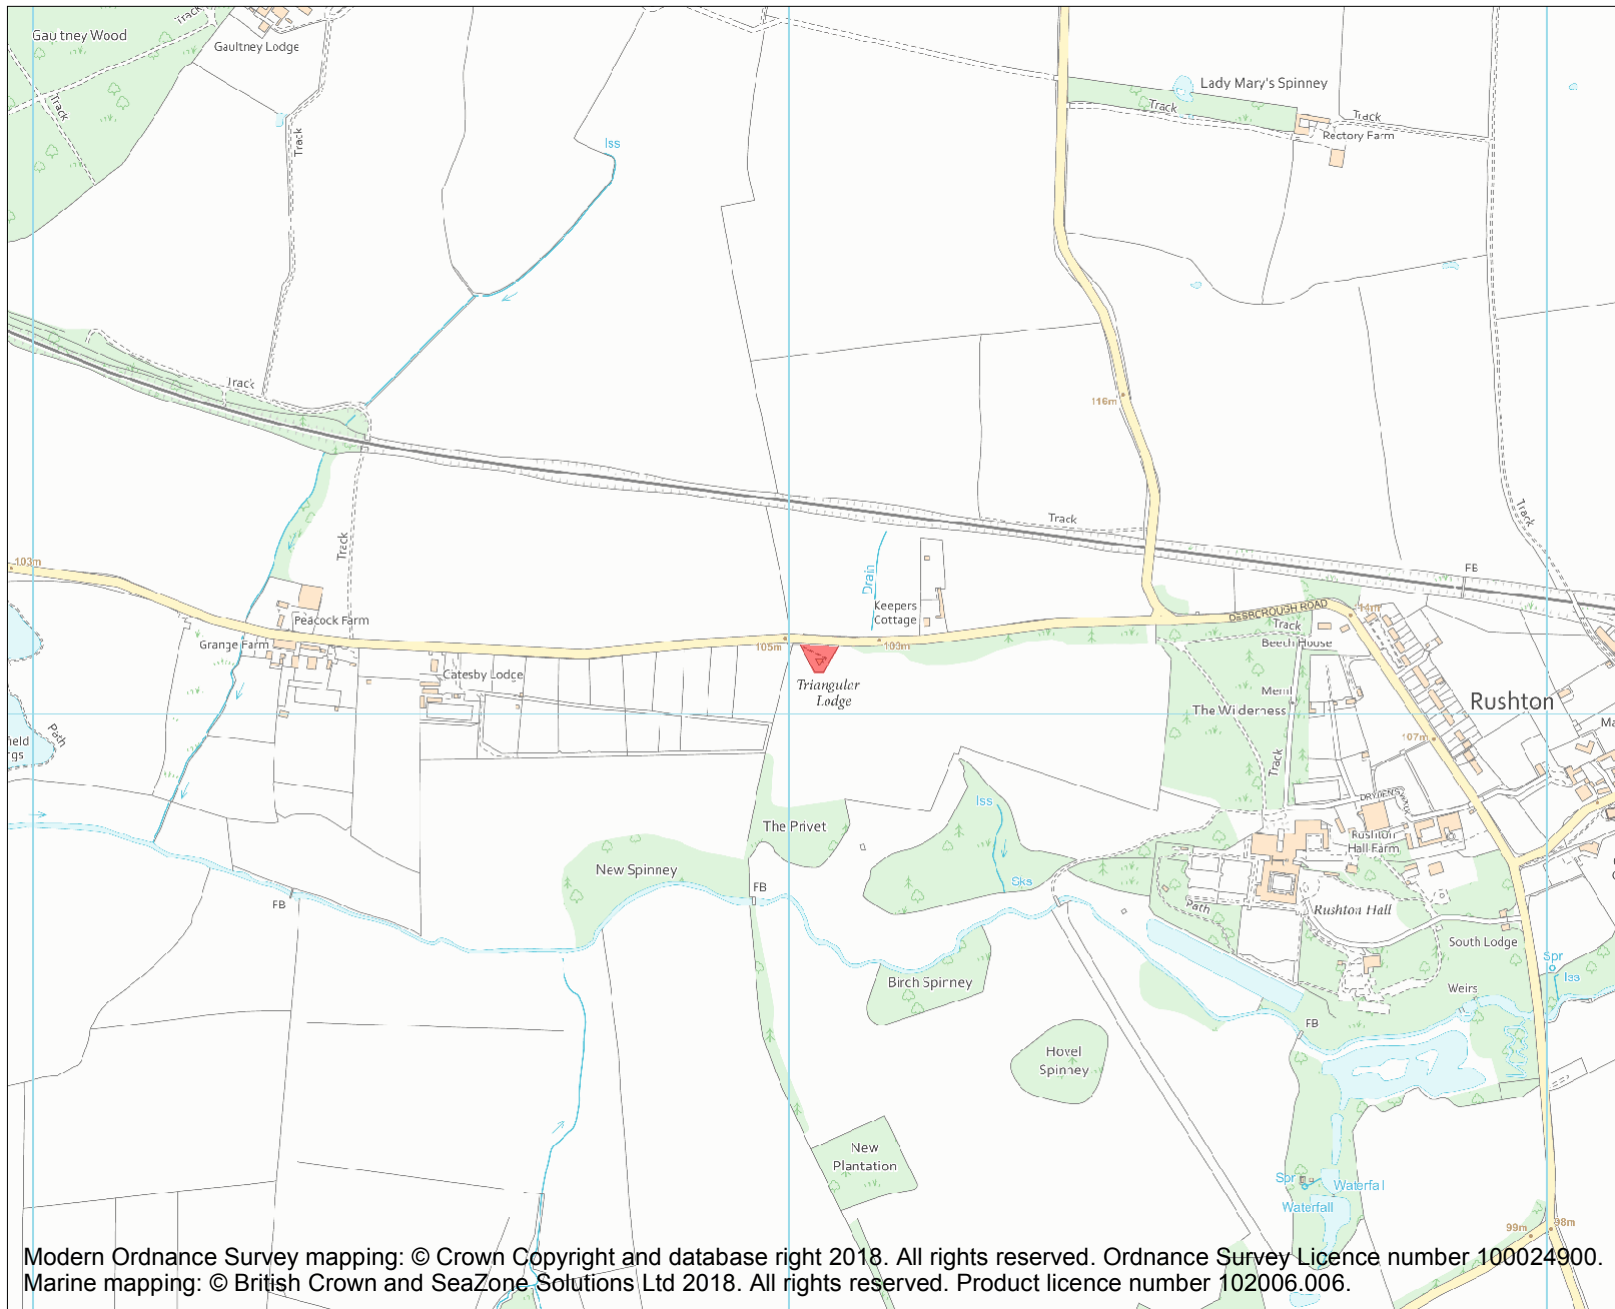 Track
Gaultney Wood
Gaultney Lodge
Track
Track
Lady Mary's Spinney
Track
Track
Rectory Farm
Iss
Track
116m
Track
Track
Track
103m
FB
Drain
Keepers
Cottage
Peacock Farm
Grange Farm
105m
103m
Track
Beech House
Catesby Lodge
Triangular
Lodge
Meml
The Wilderness
Rushton
Path
107m
Track
Iss
The Privet
Rushton
Hall Farm
New Spinney
Sks
FB
FB
Path
Rushton Hall
South Lodge
Spr
Iss
Birch Spinney
Weirs
FB
Hovel
Spinney
New
Plantation
Spr
Waterfall
Waterfall
99m
98m
Modern Ordnance Survey mapping: © Crown Copyright and database right 2018. All rights reserved. Ordnance Survey Licence number 100024900.
Marine mapping: © British Crown and SeaZone Solutions Ltd 2018. All rights reserved. Product licence number 102006.006.